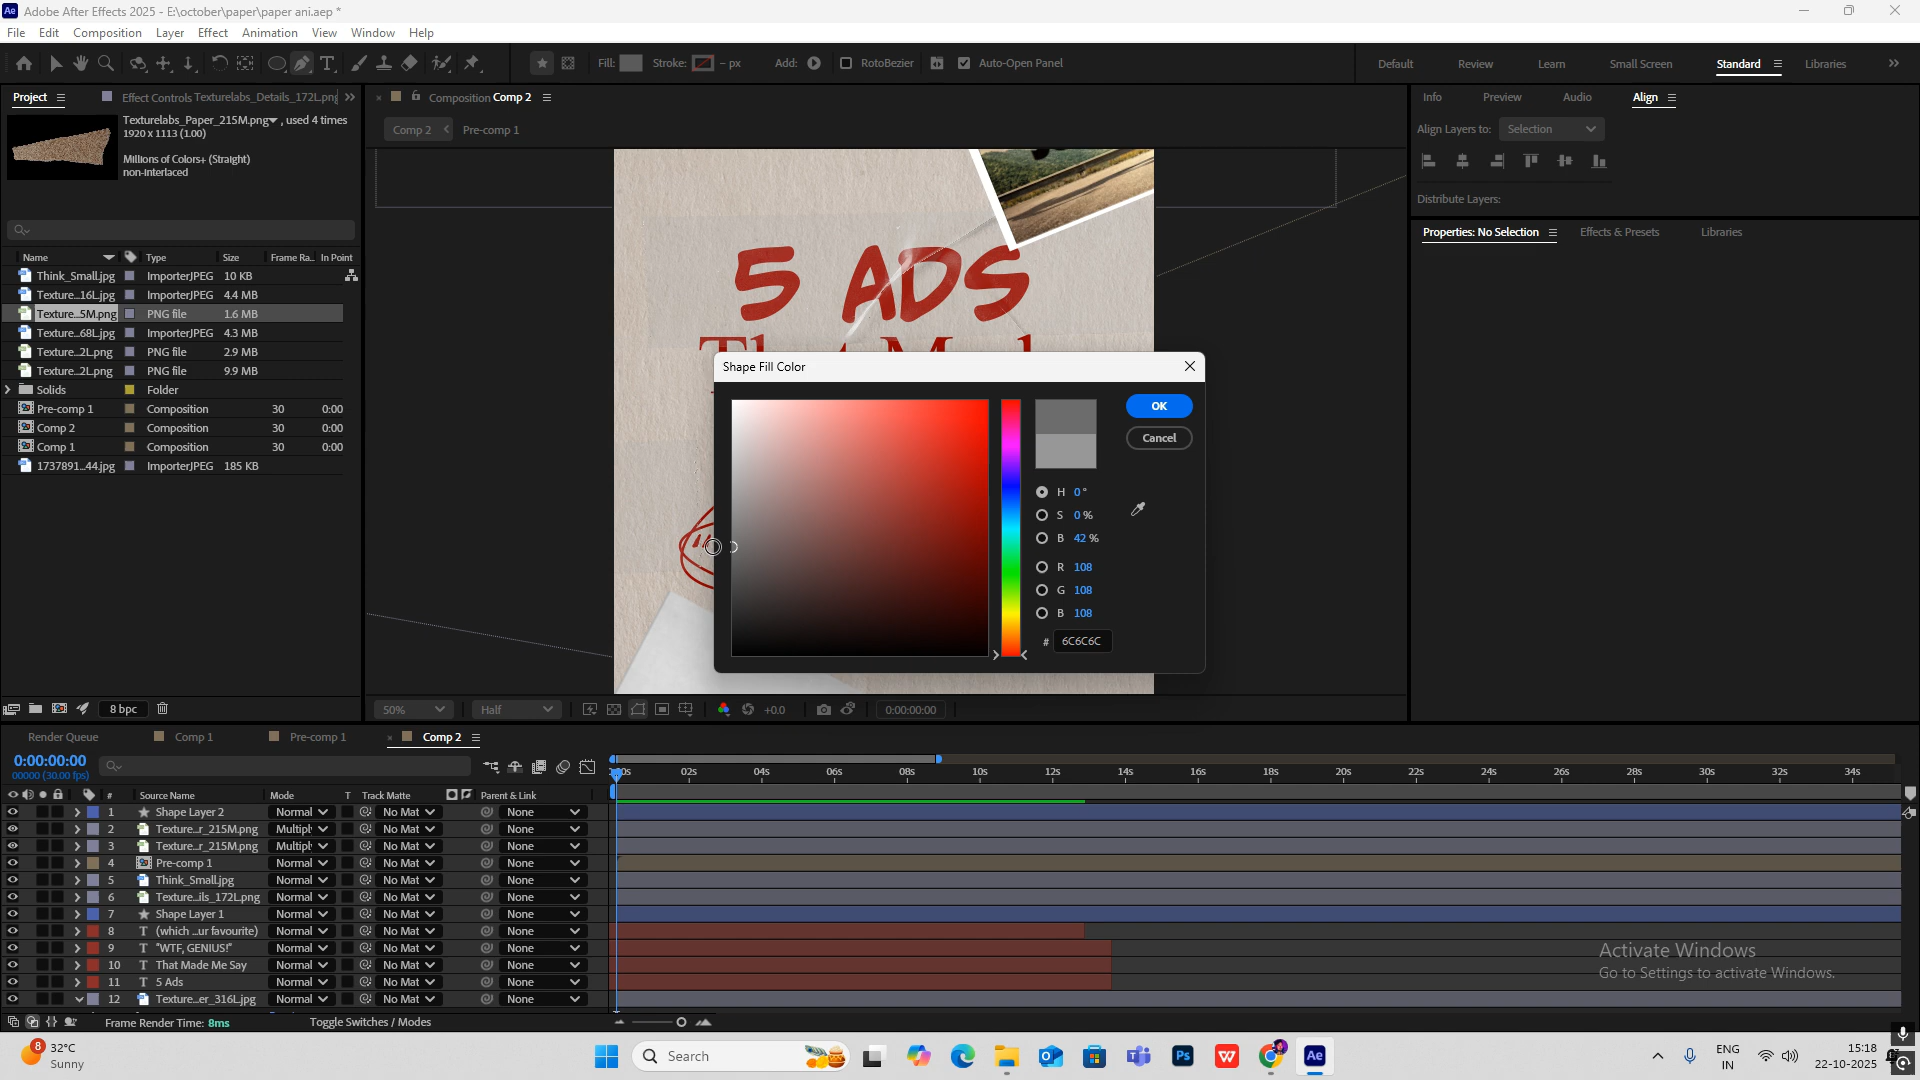 Adobe After Effects 2025 - E:\october\paper\paper ani.aep *
File Edit Composition Layer Effect Animation View Window Help
Fill: Stroke: - px Add: RotoBezier Auto-Open Panel
Default Review Learn Small Screen Standard Libraries
Project Effect Controls Texturelabs_Details_172L.png
Composition Comp 2
Info Preview Audio Align
Texturelabs_Paper_215M.png , used 4 times
1920 x 1113 (1.00)
Millions of Colors+ (Straight)
non-interlaced
Comp 2 Pre-comp 1
Align Layers to: Selection
Distribute Layers:
Properties: No Selection Effects & Presets Libraries
Name Type Size Frame Ra... In Point
Think_Small.jpg ImporterJPEG 10 KB
Texture...16L.jpg ImporterJPEG 4.4 MB
Texture...5M.png PNG file 1.6 MB
Texture...68L.jpg ImporterJPEG 4.3 MB
Texture...2L.png PNG file 2.9 MB
Texture...2L.png PNG file 9.9 MB
Solids Folder
Pre-comp 1 Composition 30 0:00
Comp 2 Composition 30 0:00
Comp 1 Composition 30 0:00
1737891...44.jpg ImporterJPEG 185 KB
5 ADS
Shape Fill Color
OK
Cancel
H 0°
S 0 %
B 42 %
R 108
G 108
B 108
# 6C6C6C
8 bpc
50% Half +0.0 0:00:00:00
Render Queue Comp 1 Pre-comp 1 Comp 2
0:00:00:00
00000 (30.00 fps)
02s 04s 06s 08s 10s 12s 14s 16s 18s 20s 22s 24s 26s 28s 30s 32s 34s
# Source Name Mode T Track Matte Parent & Link
1 Shape Layer 2 Normal No Mat None
2 Texture...r_215M.png Multipl No Mat None
3 Texture...r_215M.png Multipl No Mat None
4 Pre-comp 1 Normal No Mat None
5 Think_Small.jpg Normal No Mat None
6 Texture...ils_172L.png Normal No Mat None
7 Shape Layer 1 Normal No Mat None
8 (which ...ur favourite) Normal No Mat None
9 "WTF, GENIUS!" Normal No Mat None
10 That Made Me Say Normal No Mat None
11 5 Ads Normal No Mat None
12 Texture...er_316L.jpg Normal No Mat None
Activate Windows
Go to Settings to activate Windows.
Frame Render Time: 8ms Toggle Switches / Modes
8
32°C
Sunny
Search
Ps
Ae
ENG
IN
15:18
22-10-2025